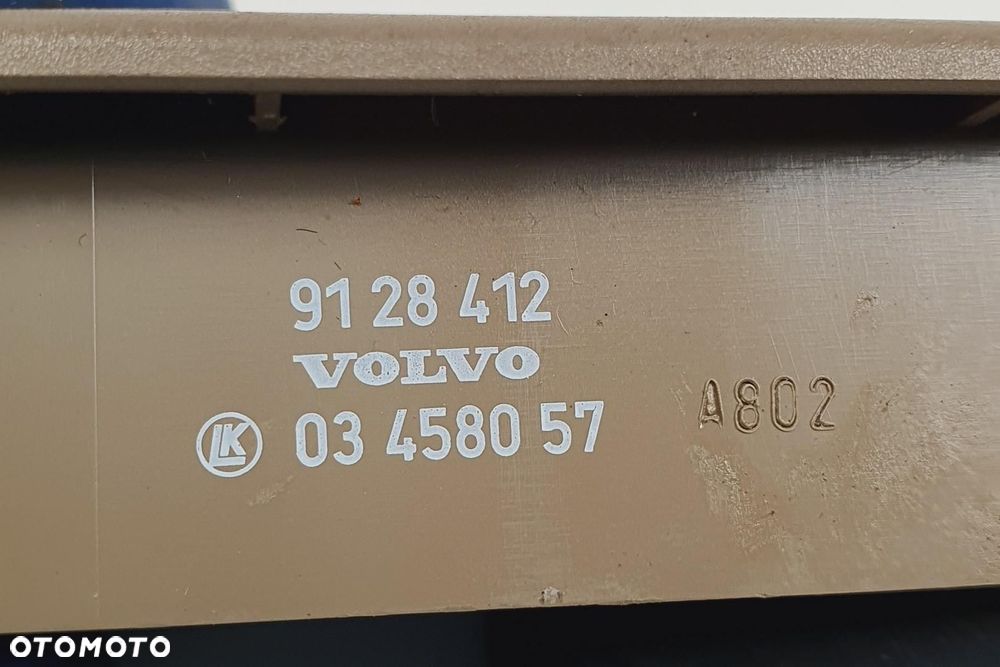 91 28 412
VOLVO
LK 03 4580 57
A802
OTOMOTO